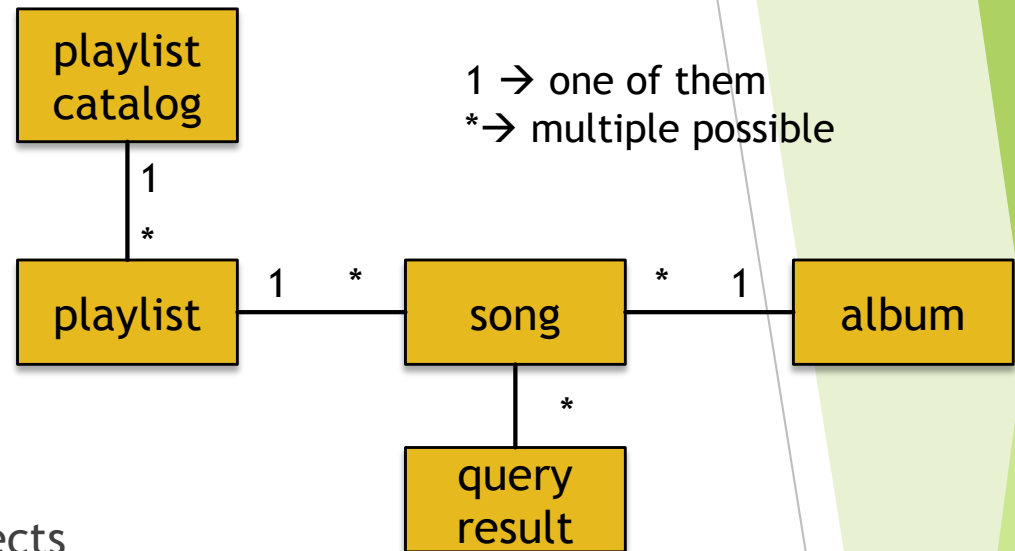 playlist
catalog
1 → one of them
*→ multiple possible
1
*
playlist
1 *
song
* 1
album
*
query
result
ects